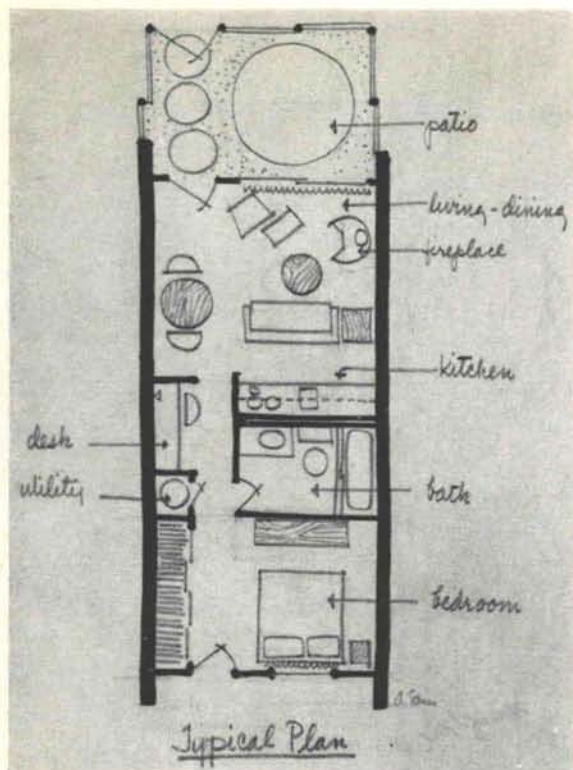 patio
living-dining
fireplace
kitchen
desk
utility
bath
bedroom
Typical Plan